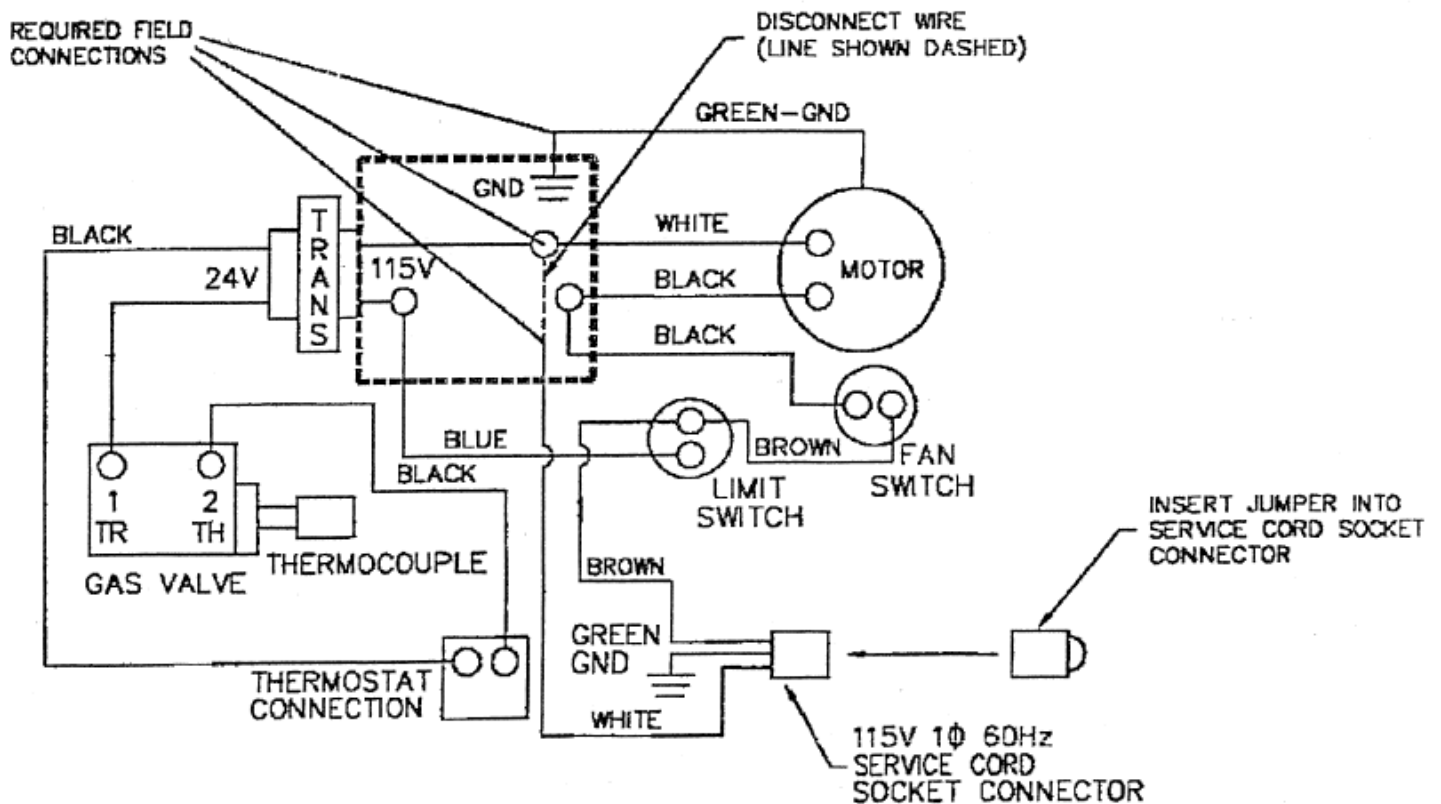 REQUIRED FIELD
CONNECTIONS
DISCONNECT WIRE
(LINE SHOWN DASHED)
GREEN-GND
GND
BLACK
TRANS
24V
115V
WHITE
BLACK
MOTOR
BLACK
BLUE
BLACK
BROWN
FAN
SWITCH
LIMIT
SWITCH
1
TR
2
TH
GAS VALVE
THERMOCOUPLE
INSERT JUMPER INTO
SERVICE CORD SOCKET
CONNECTOR
BROWN
GREEN
GND
THERMOSTAT
CONNECTION
WHITE
115V 1Φ 60Hz
SERVICE CORD
SOCKET CONNECTOR